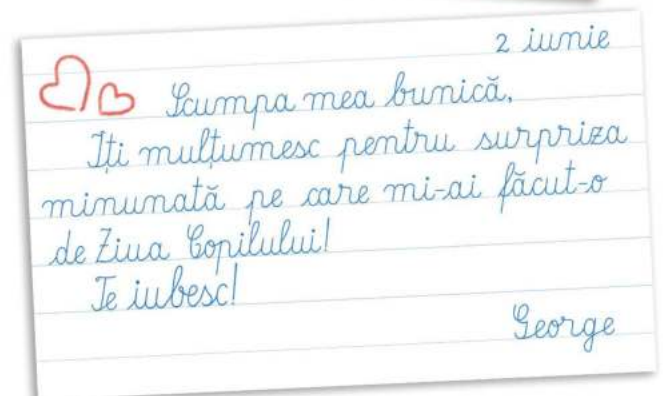 2 iunie
Scumpa mea bunică,
Îți mulțumesc pentru surpriza
minunată pe care mi-ai făcut-o
de Ziua Copilului!
Te iubesc!
George